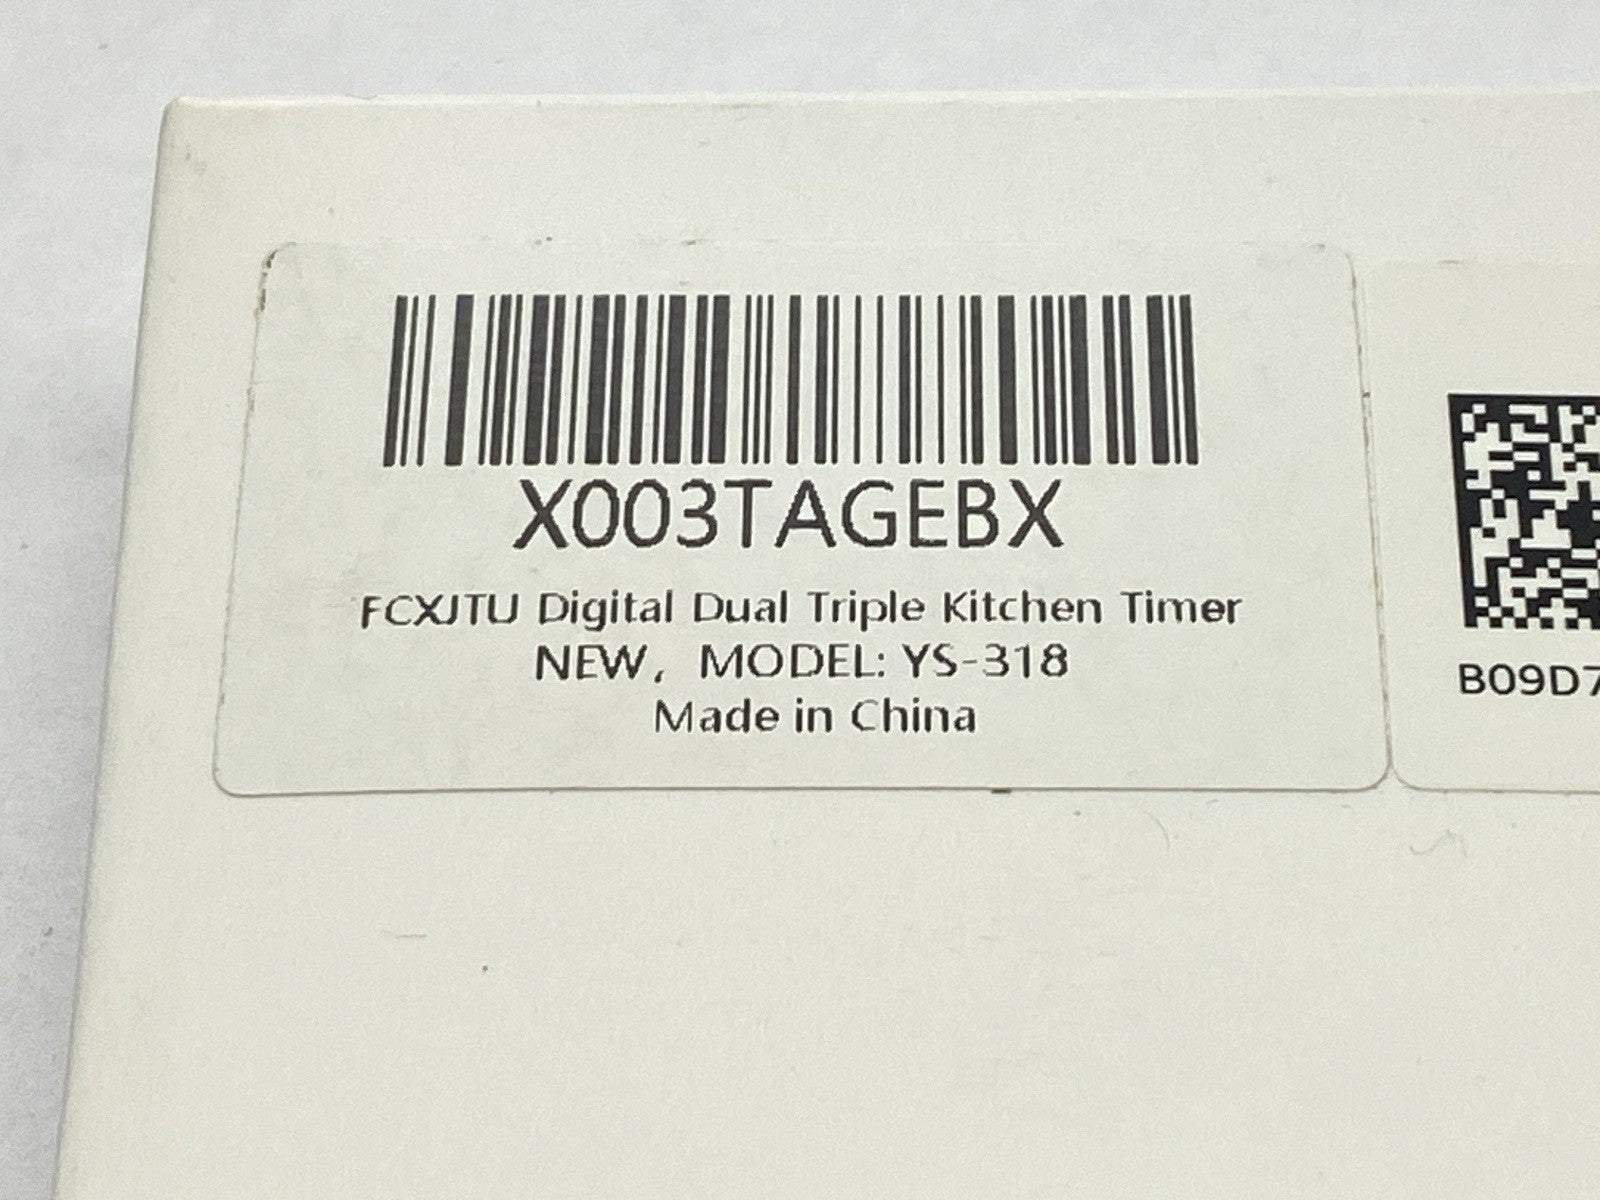 X003TAGEBX
FCXJTU Digital Dual Triple Kitchen Timer
NEW, MODEL: YS-318
Made in China
B09D7